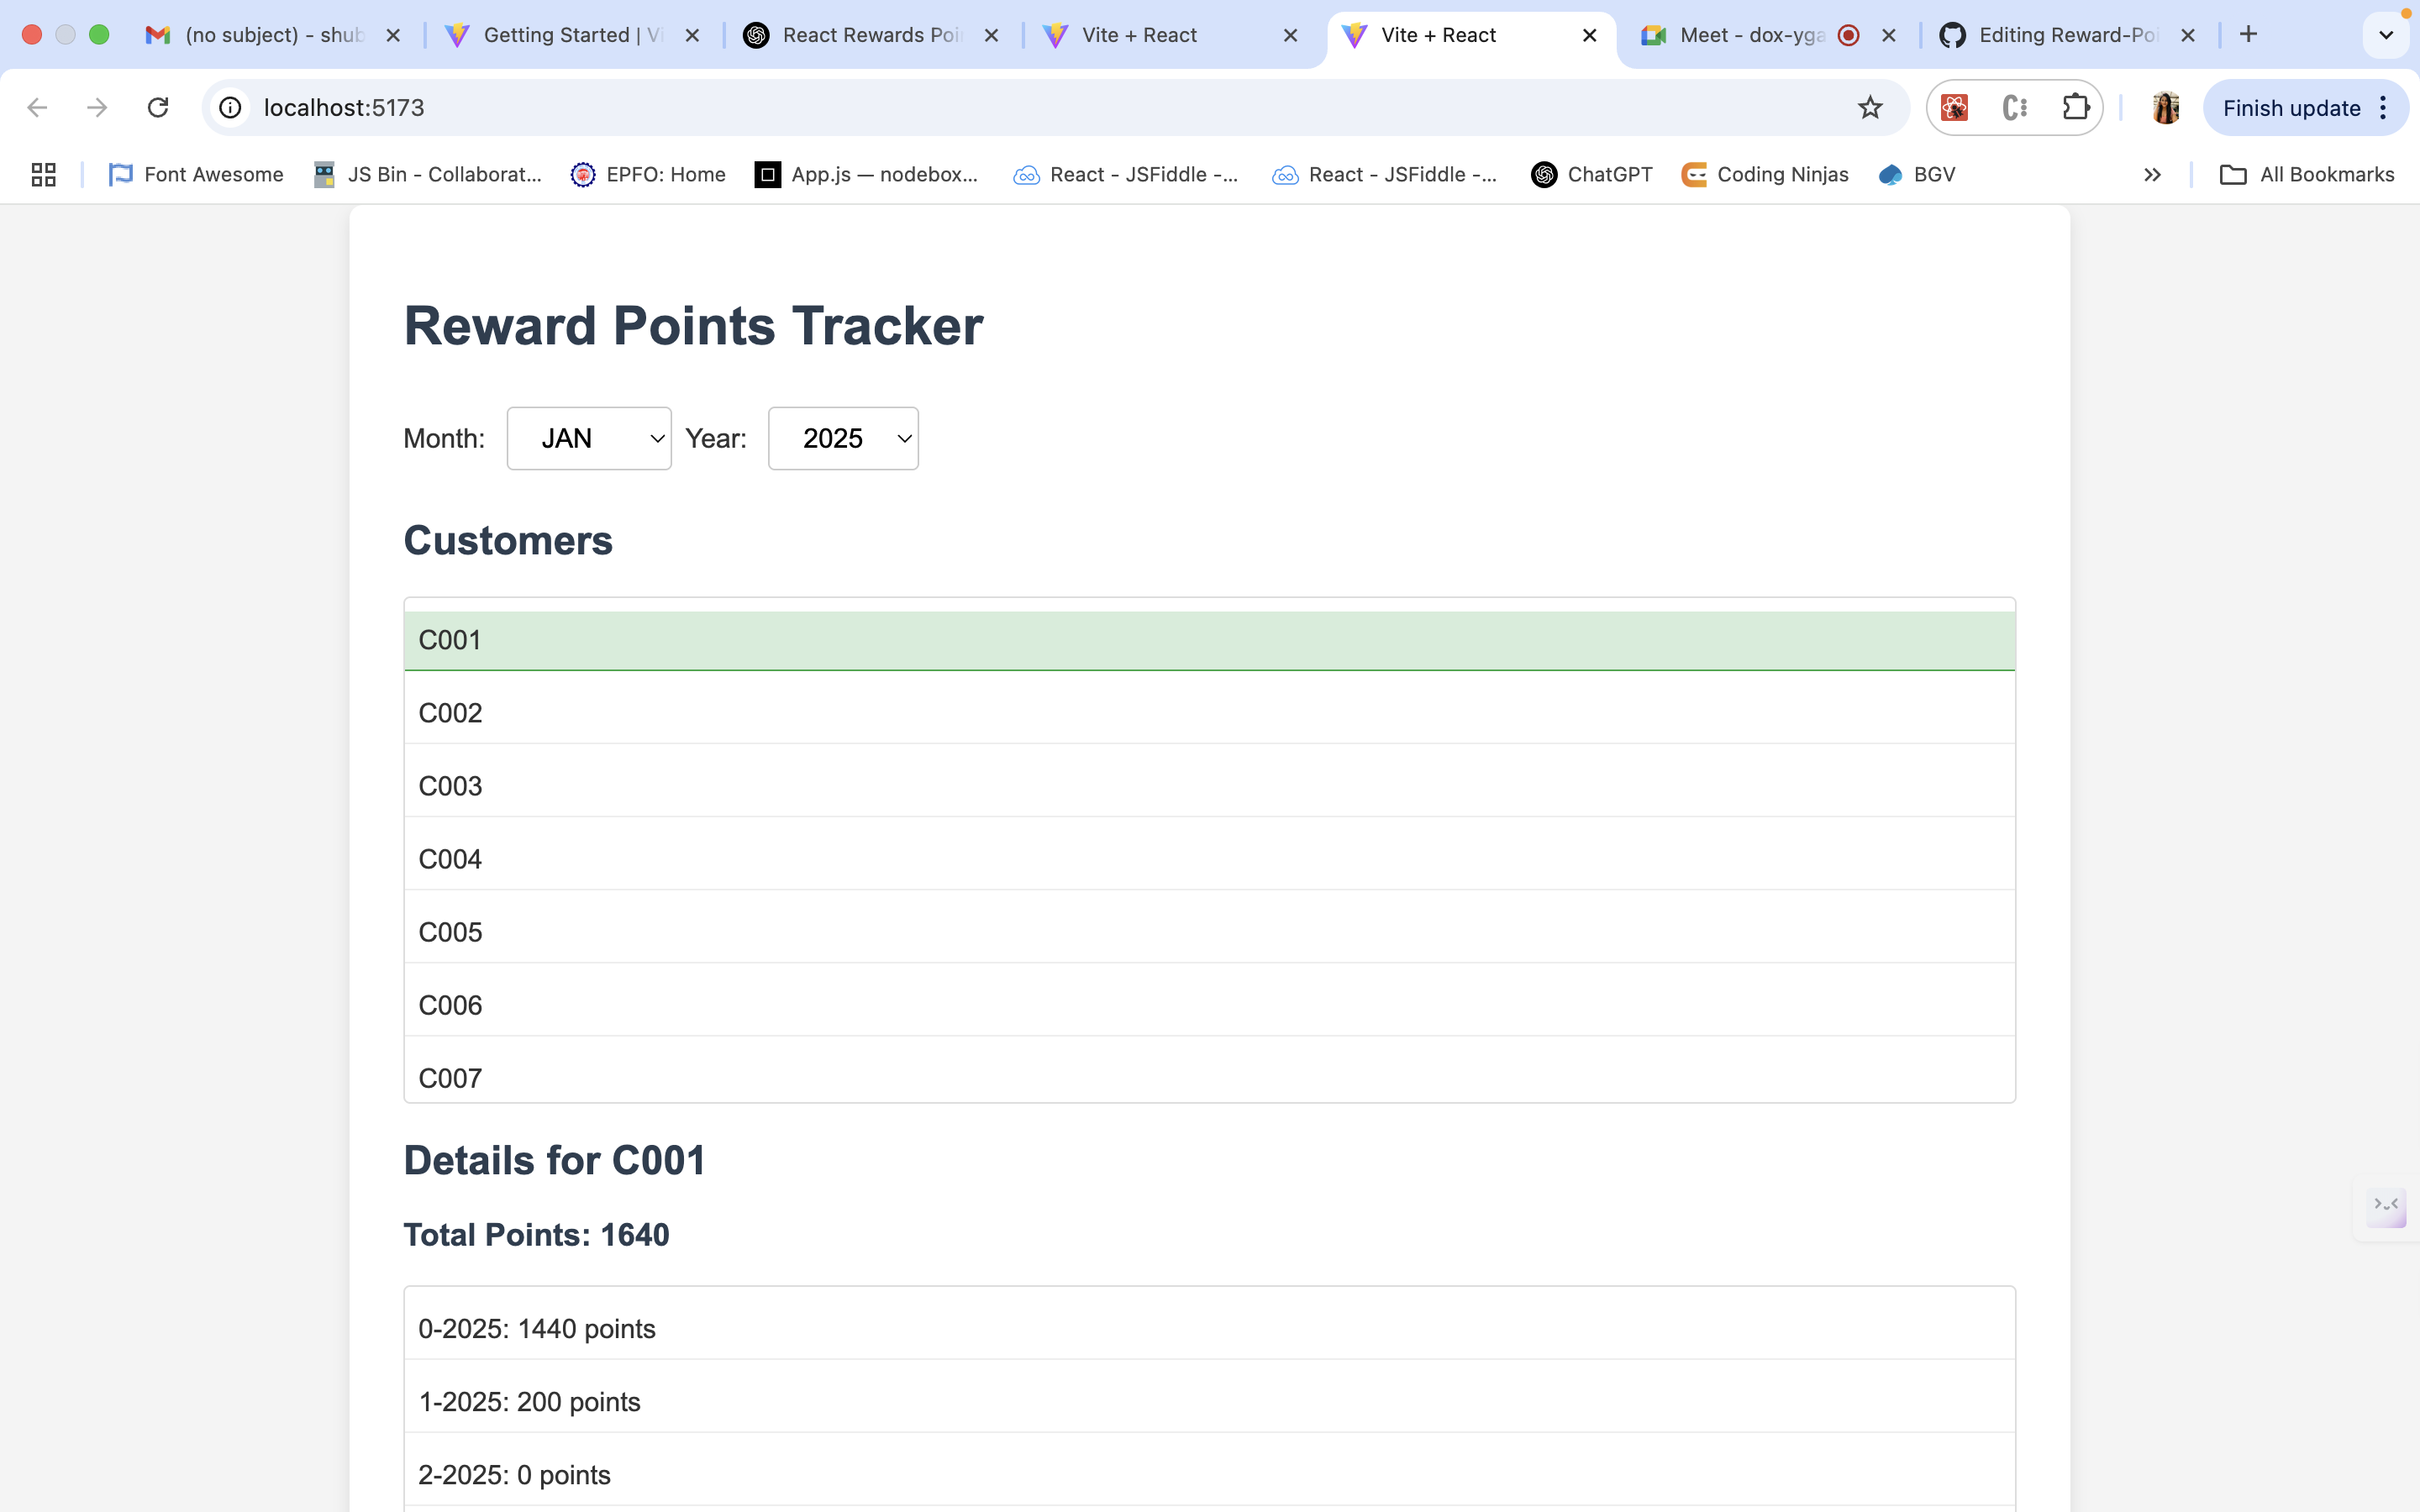 (no subject) - shub
Getting Started | Vi
React Rewards Poi
Vite + React
Vite + React
Meet - dox-yga
Editing Reward-Poi
localhost:5173
Finish update
Font Awesome
JS Bin - Collaborat...
EPFO: Home
App.js — nodebox...
React - JSFiddle -...
React - JSFiddle -...
ChatGPT
Coding Ninjas
BGV
All Bookmarks
Reward Points Tracker
Month: JAN Year: 2025
Customers
C001
C002
C003
C004
C005
C006
C007
Details for C001
Total Points: 1640
0-2025: 1440 points
1-2025: 200 points
2-2025: 0 points